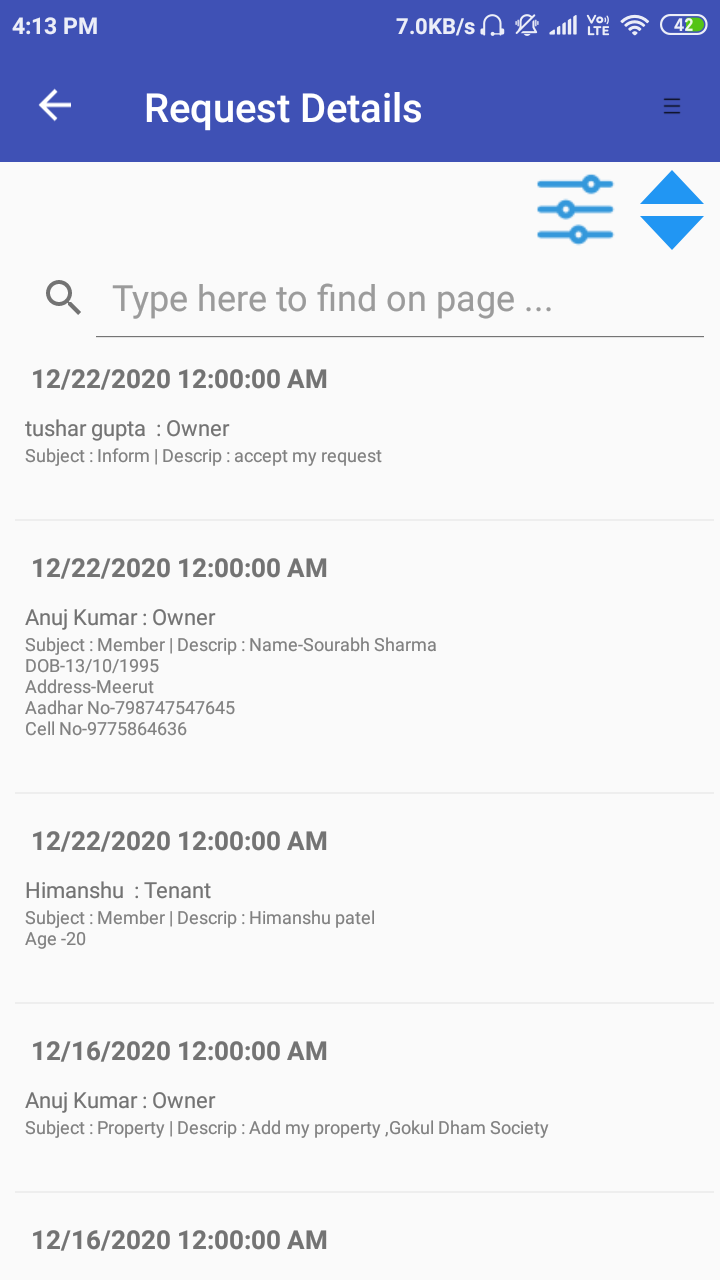 4:13 PM 7.0KB/s Vo) LTE 42
Request Details
Type here to find on page ...
12/22/2020 12:00:00 AM
tushar gupta  : Owner
Subject : Inform | Descrip : accept my request
12/22/2020 12:00:00 AM
Anuj Kumar : Owner
Subject : Member | Descrip : Name-Sourabh Sharma
DOB-13/10/1995
Address-Meerut
Aadhar No-798747547645
Cell No-9775864636
12/22/2020 12:00:00 AM
Himanshu  : Tenant
Subject : Member | Descrip : Himanshu patel
Age -20
12/16/2020 12:00:00 AM
Anuj Kumar : Owner
Subject : Property | Descrip : Add my property ,Gokul Dham Society
12/16/2020 12:00:00 AM